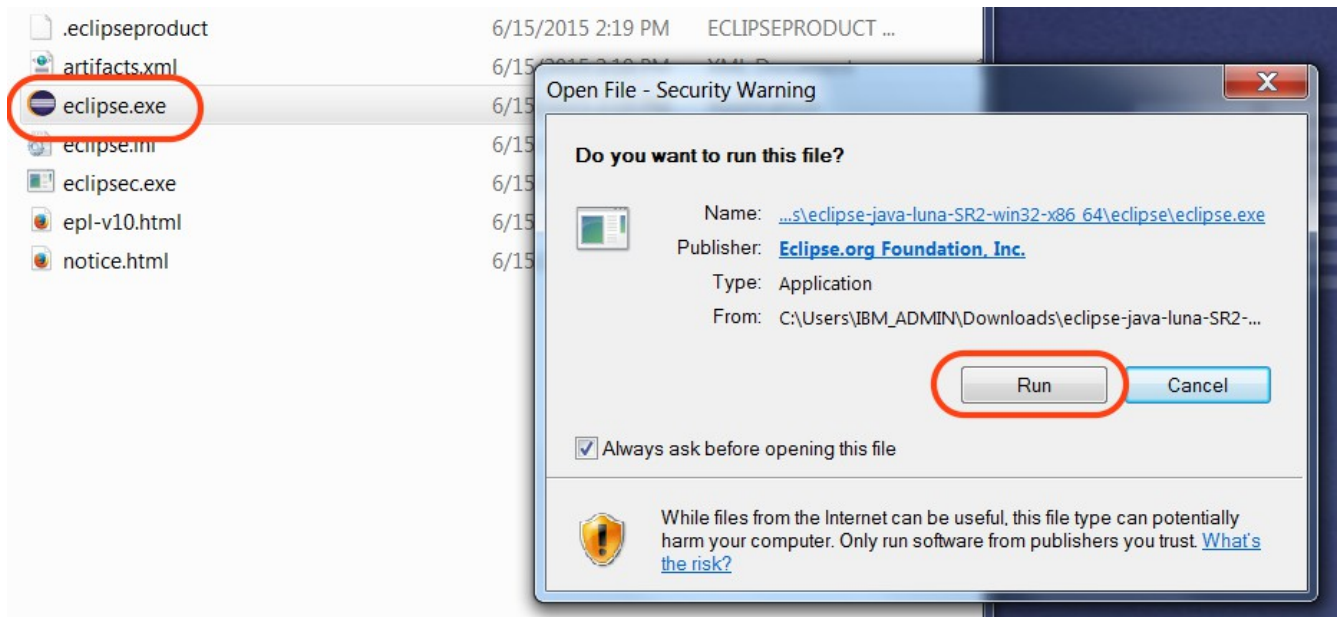 .eclipseproduct 6/15/2015 2:19 PM ECLIPSEPRODUCT ...
artifacts.xml 6/15
eclipse.exe 6/15
eclipse.ini 6/15
eclipsec.exe 6/15
epl-v10.html 6/15
notice.html 6/15
Open File - Security Warning
Do you want to run this file?
Name: ...s\eclipse-java-luna-SR2-win32-x86_64\eclipse\eclipse.exe
Publisher: Eclipse.org Foundation, Inc.
Type: Application
From: C:\Users\IBM_ADMIN\Downloads\eclipse-java-luna-SR2-...
Run Cancel
Always ask before opening this file
While files from the Internet can be useful, this file type can potentially
harm your computer. Only run software from publishers you trust. What's
the risk?